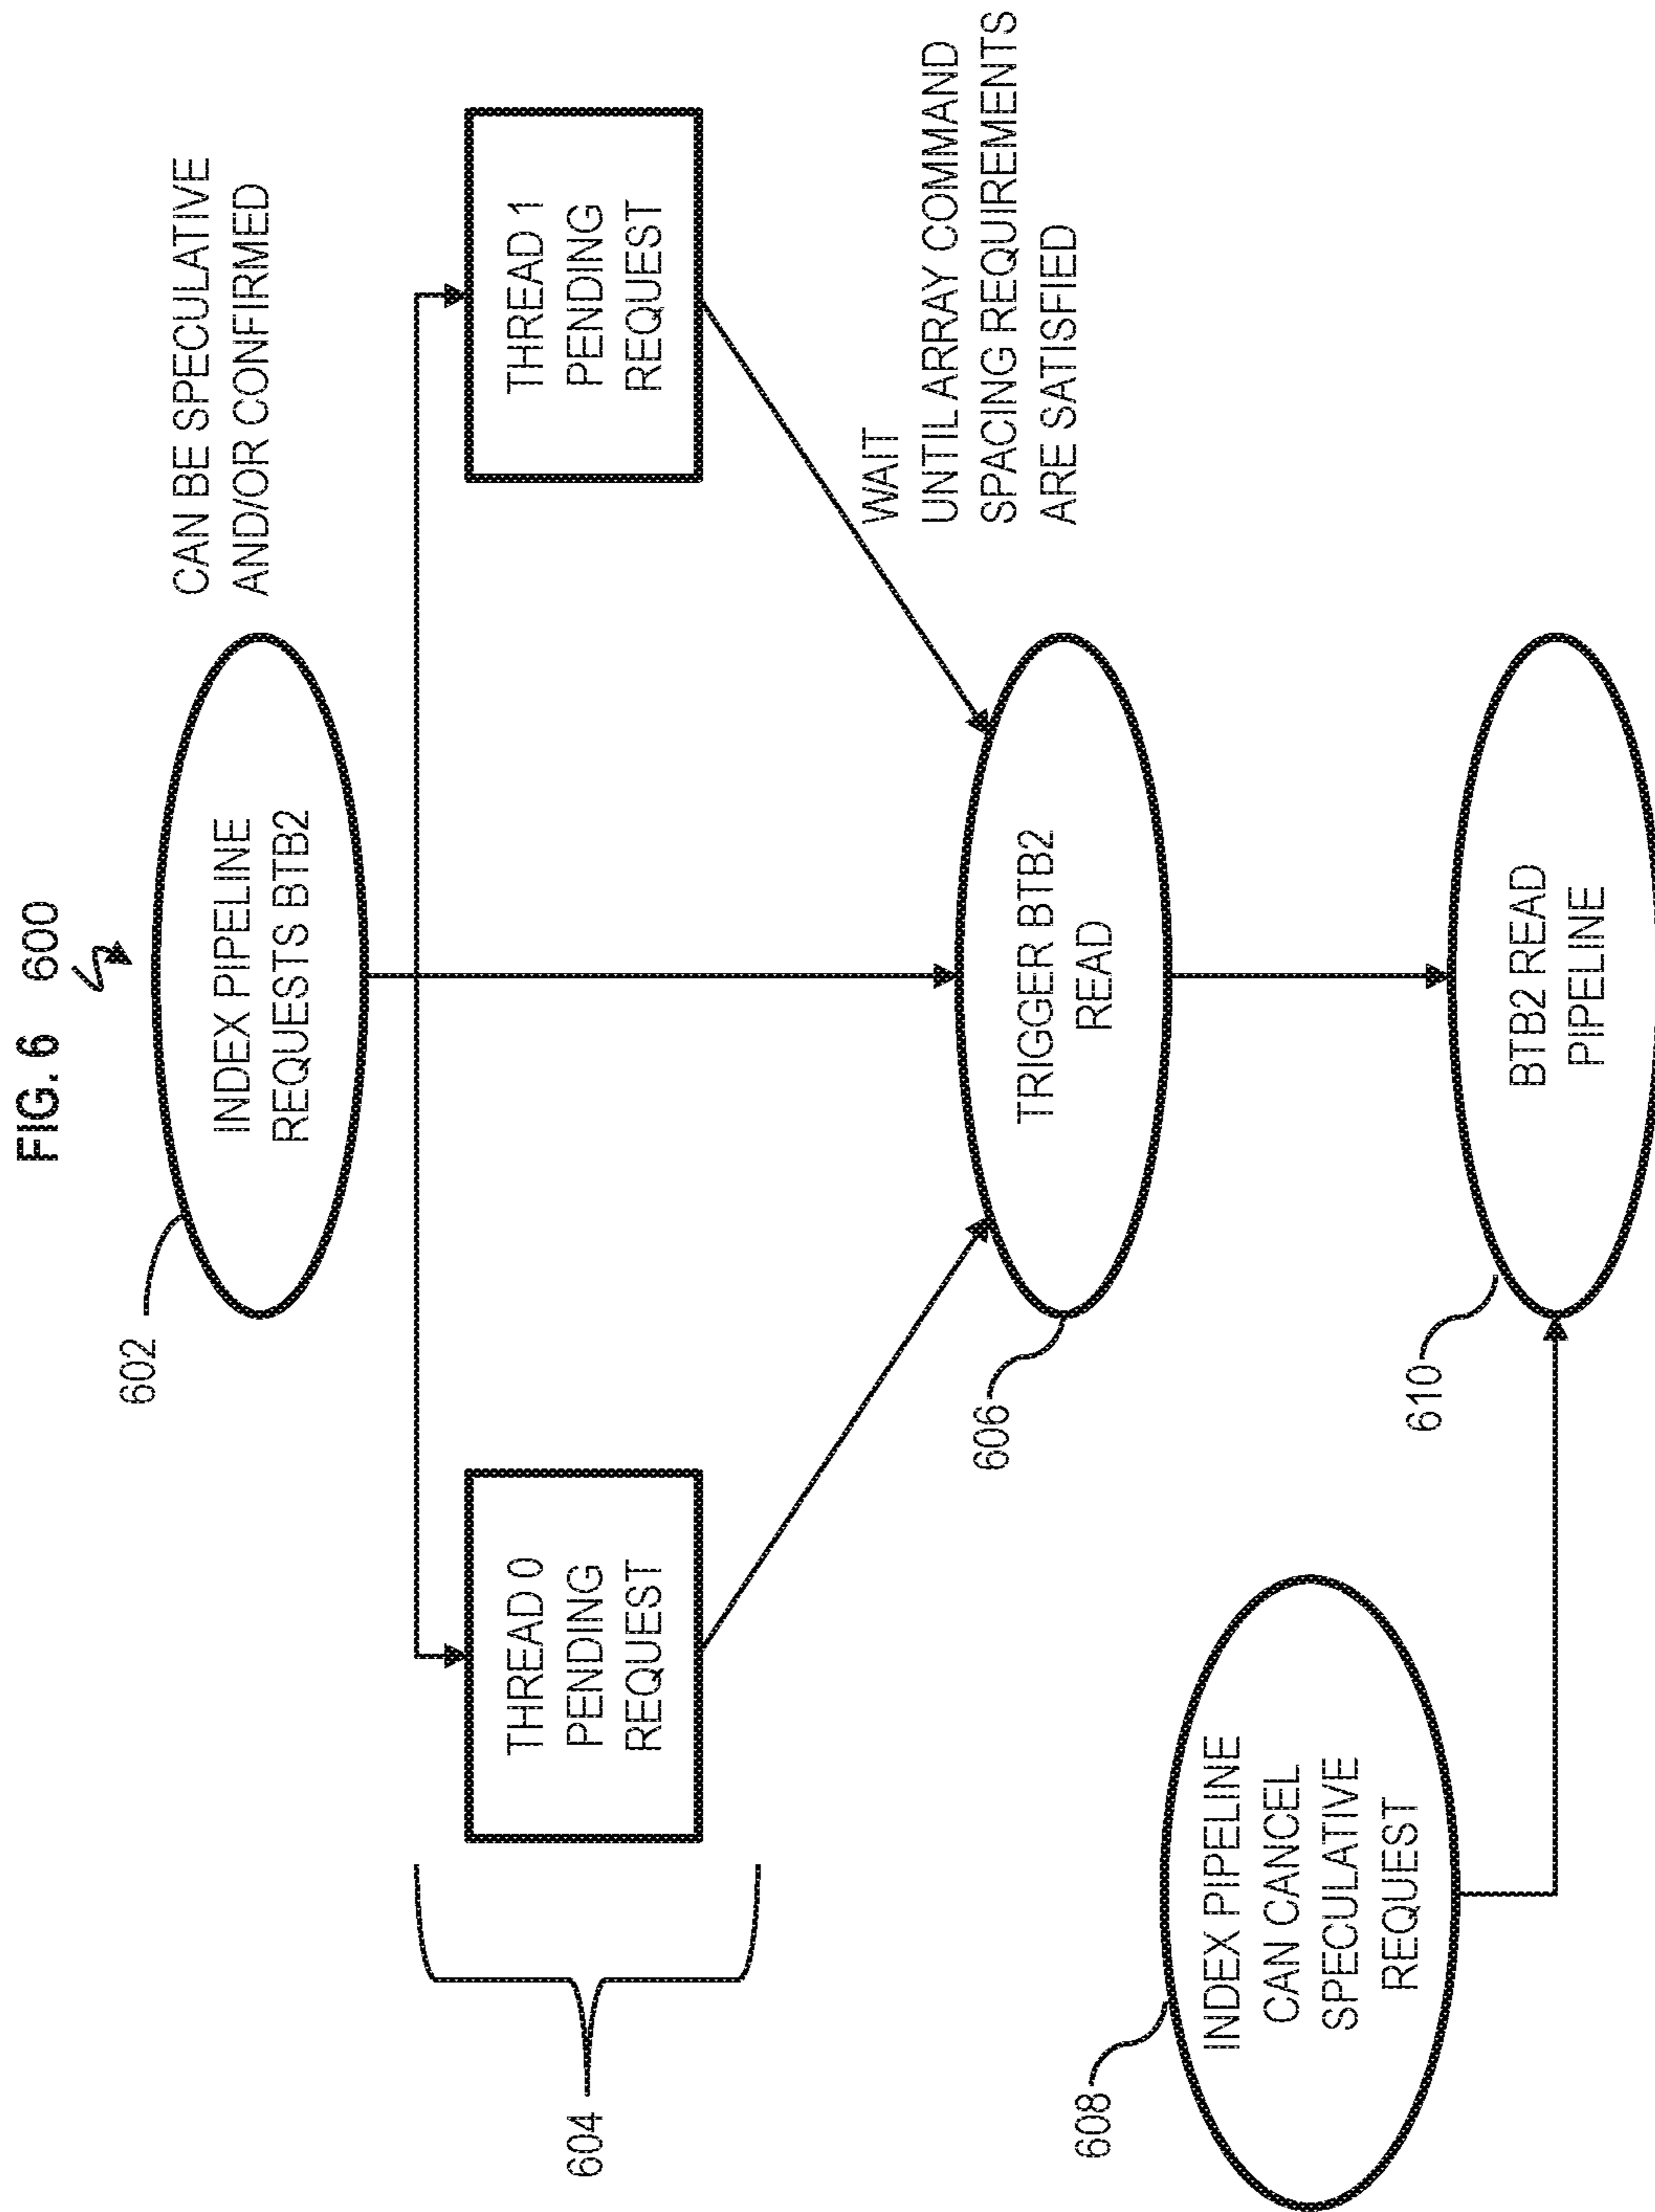 FIG. 6 600
602
INDEX PIPELINE
REQUESTS BTB2
CAN BE SPECULATIVE
AND/OR CONFIRMED
604
THREAD 0
PENDING
REQUEST
THREAD 1
PENDING
REQUEST
WAIT
UNTIL ARRAY COMMAND
SPACING REQUIREMENTS
ARE SATISFIED
606
TRIGGER BTB2
READ
608
INDEX PIPELINE
CAN CANCEL
SPECULATIVE
REQUEST
610
BTB2 READ
PIPELINE